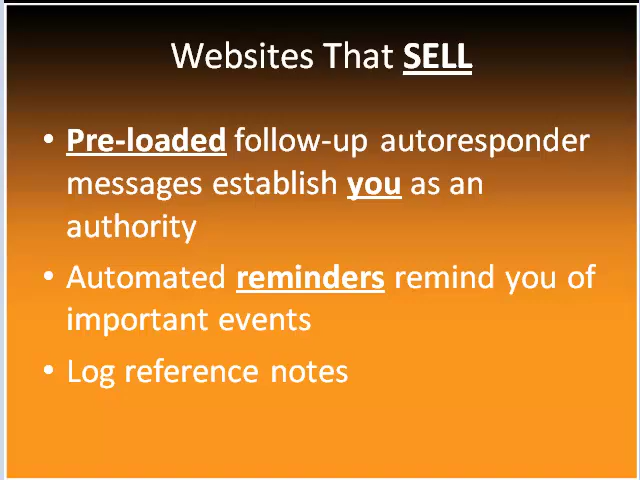 Websites That SELL
• Pre-loaded follow-up autoresponder
messages establish you as an
authority
• Automated reminders remind you of
important events
• Log reference notes